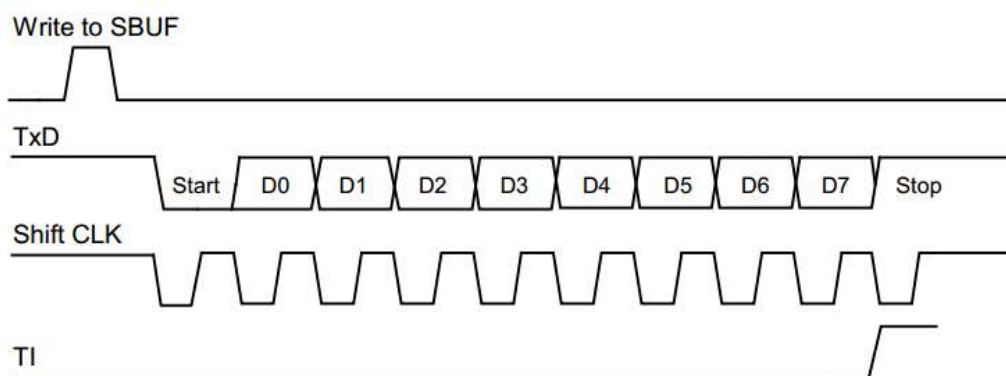 Write to SBUF
TxD
Start D0 D1 D2 D3 D4 D5 D6 D7 Stop
Shift CLK
TI